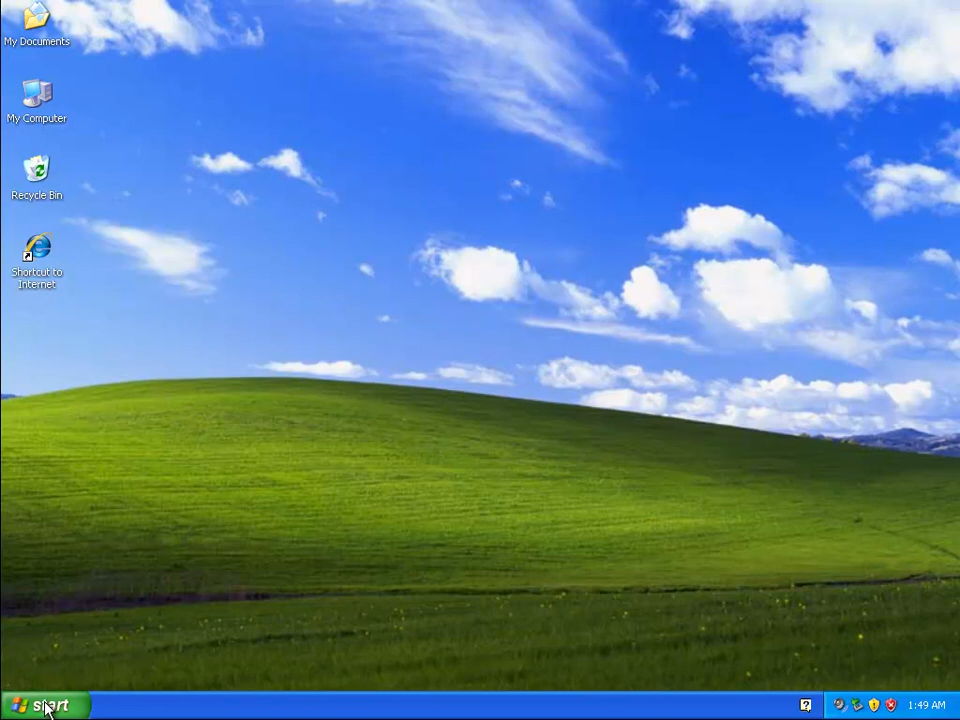 My Documents
My Computer
Recycle Bin
Shortcut to
Internet
start
?
1:49 AM